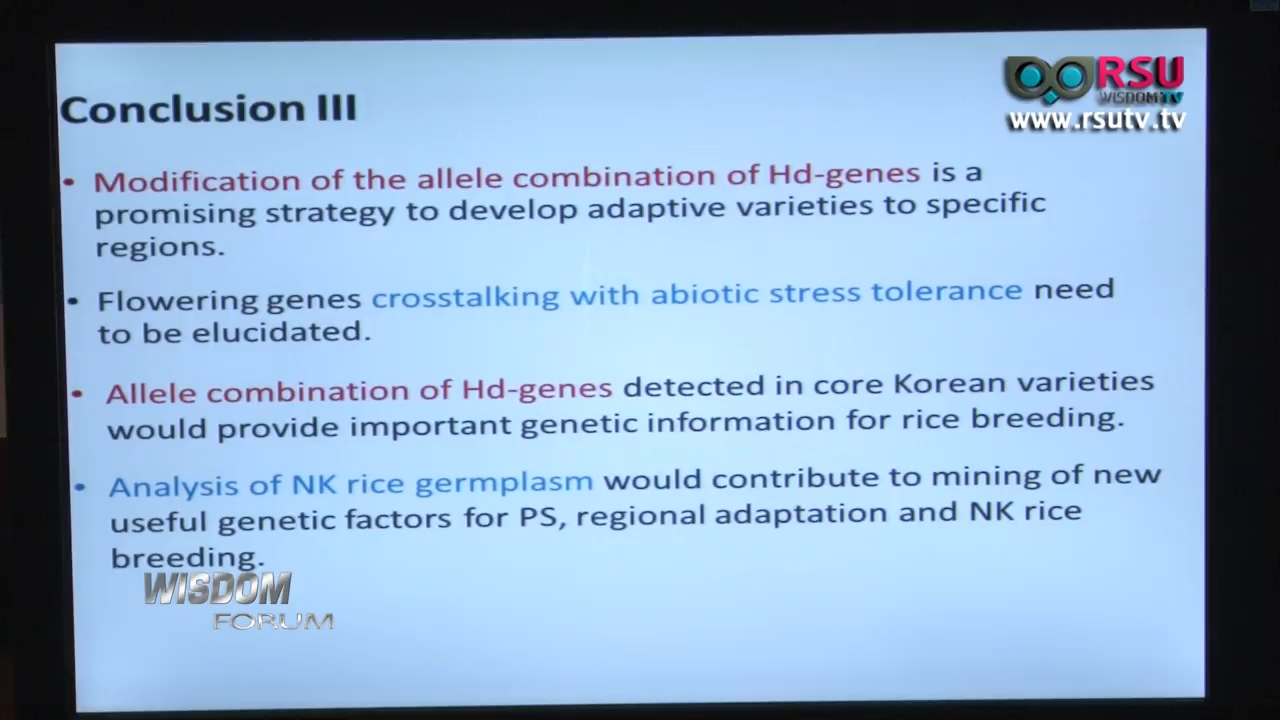 RSU
WISDOM TV
www.rsutv.tv
Conclusion III
• Modification of the allele combination of Hd-genes is a
promising strategy to develop adaptive varieties to specific
regions.
• Flowering genes crosstalking with abiotic stress tolerance need
to be elucidated.
• Allele combination of Hd-genes detected in core Korean varieties
would provide important genetic information for rice breeding.
• Analysis of NK rice germplasm would contribute to mining of new
useful genetic factors for PS, regional adaptation and NK rice
breeding.
WISDOM
FORUM